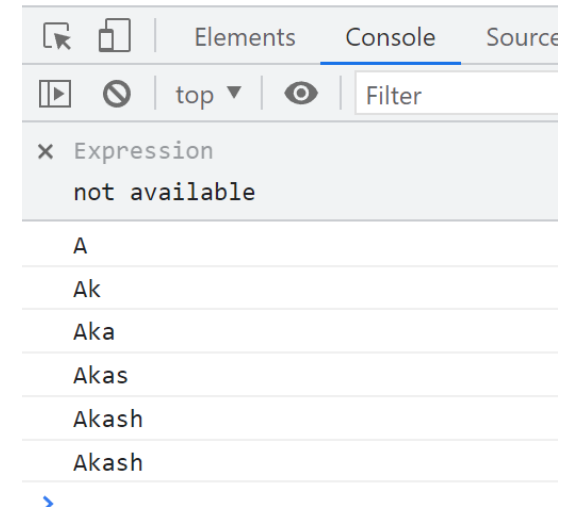 Elements Console Source
top ▼ Filter
× Expression
not available
A
Ak
Aka
Akas
Akash
Akash